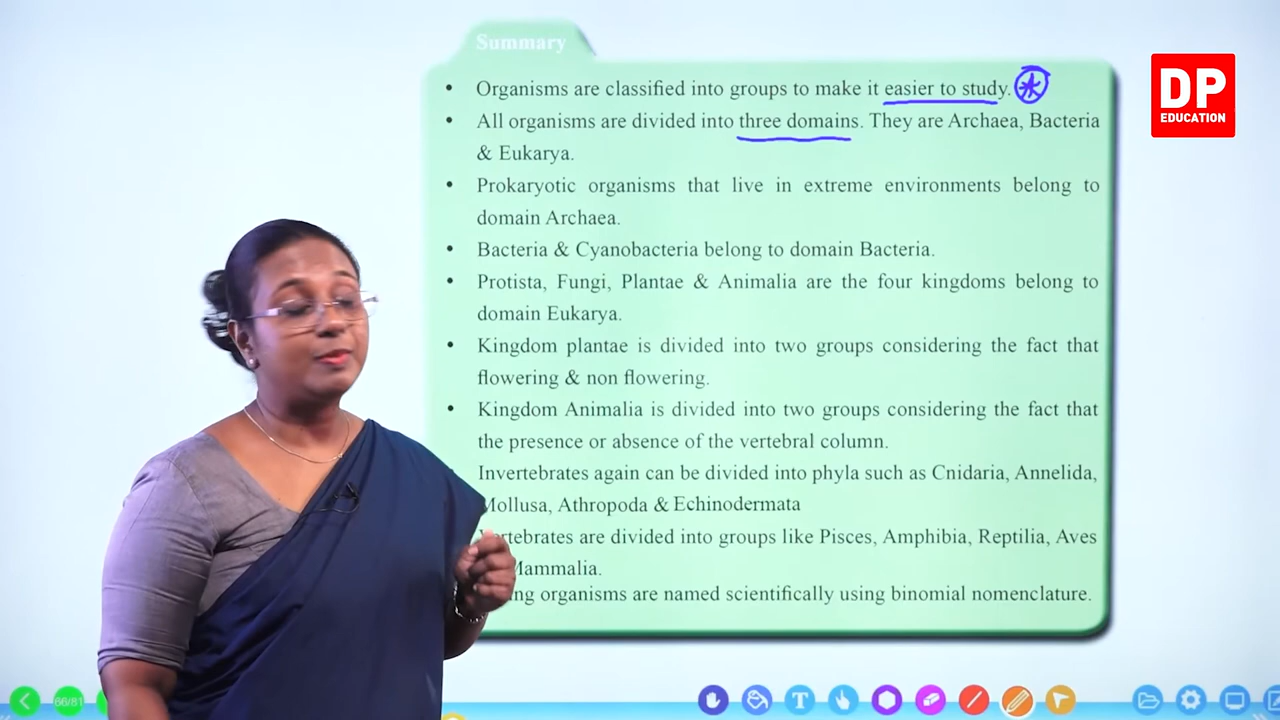 Summary
• Organisms are classified into groups to make it easier to study.
• All organisms are divided into three domains. They are Archaea, Bacteria
& Eukarya.
• Prokaryotic organisms that live in extreme environments belong to
domain Archaea.
• Bacteria & Cyanobacteria belong to domain Bacteria.
• Protista, Fungi, Plantae & Animalia are the four kingdoms belong to
domain Eukarya.
• Kingdom plantae is divided into two groups considering the fact that
flowering & non flowering.
• Kingdom Animalia is divided into two groups considering the fact that
the presence or absence of the vertebral column.
Invertebrates again can be divided into phyla such as Cnidaria, Annelida,
Mollusa, Athropoda & Echinodermata
Vertebrates are divided into groups like Pisces, Amphibia, Reptilia, Aves
Mammalia.
organisms are named scientifically using binomial nomenclature.
DP
EDUCATION
66/81
T